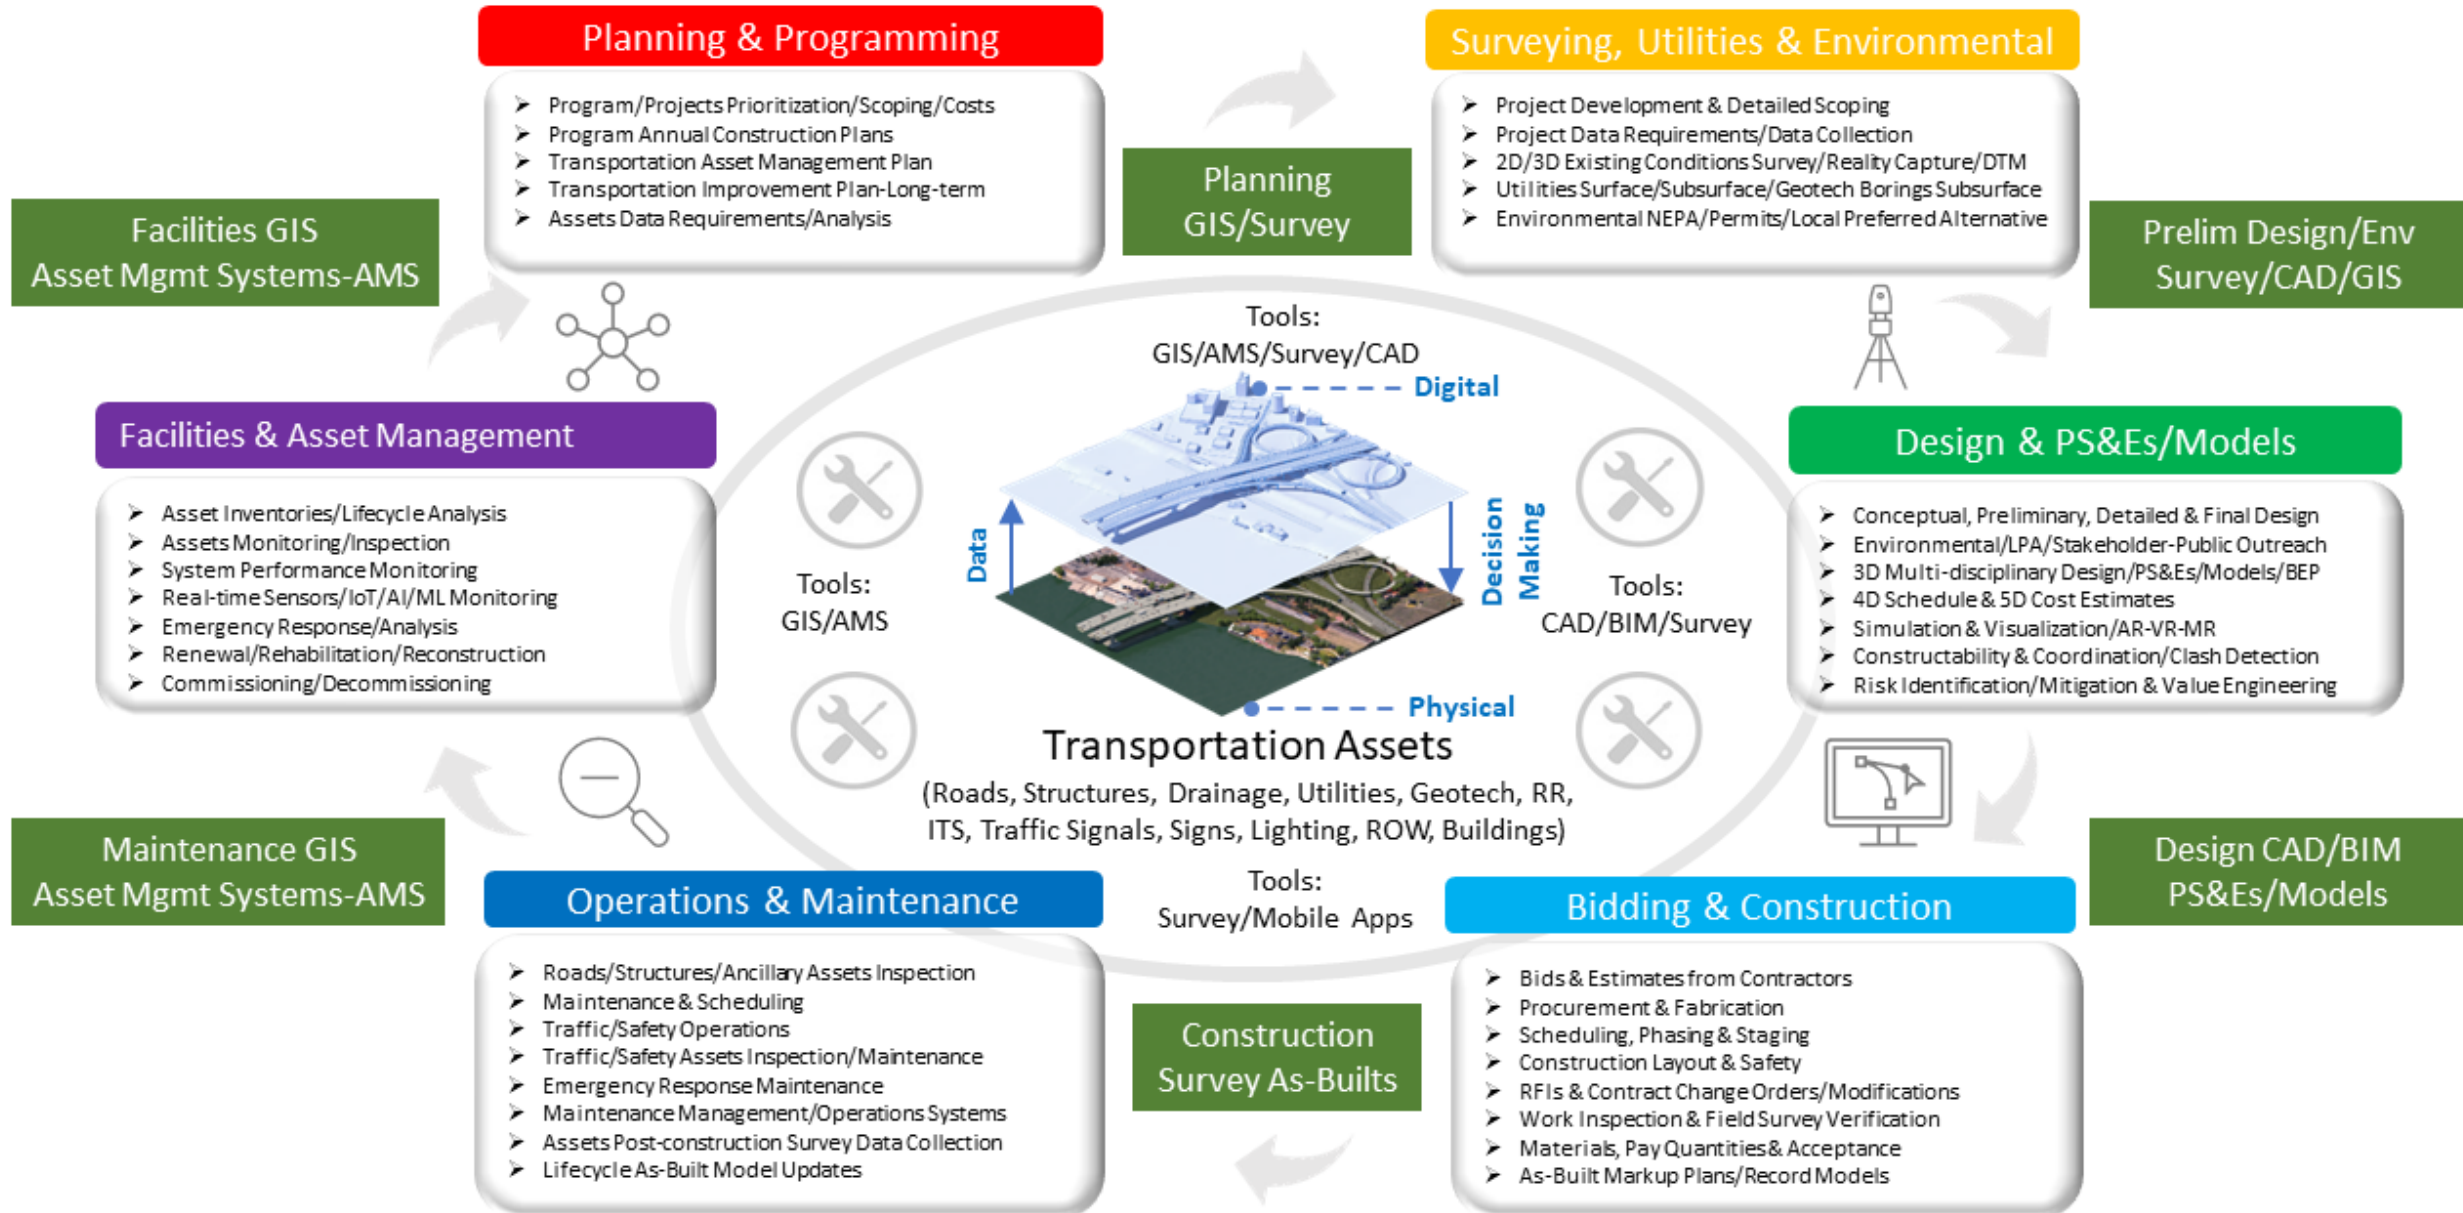 Planning & Programming
Program/Projects Prioritization/Scoping/Costs
Program Annual Construction Plans
Transportation Asset Management Plan
Transportation Improvement Plan-Long-term
Assets Data Requirements/Analysis
Planning
GIS/Survey
Surveying, Utilities & Environmental
Project Development & Detailed Scoping
Project Data Requirements/Data Collection
2D/3D Existing Conditions Survey/Reality Capture/DTM
Utilities Surface/Subsurface/Geotech Borings Subsurface
Environmental NEPA/Permits/Local Preferred Alternative
Prelim Design/Env
Survey/CAD/GIS
Design & PS&Es/Models
Conceptual, Preliminary, Detailed & Final Design
Environmental/LPA/Stakeholder-Public Outreach
3D Multi-disciplinary Design/PS&Es/Models/BEP
4D Schedule & 5D Cost Estimates
Simulation & Visualization/AR-VR-MR
Constructability & Coordination/Clash Detection
Risk Identification/Mitigation & Value Engineering
Design CAD/BIM
PS&Es/Models
Bidding & Construction
Bids & Estimates from Contractors
Procurement & Fabrication
Scheduling, Phasing & Staging
Construction Layout & Safety
RFIs & Contract Change Orders/Modifications
Work Inspection & Field Survey Verification
Materials, Pay Quantities & Acceptance
As-Built Markup Plans/Record Models
Construction
Survey As-Builts
Operations & Maintenance
Roads/Structures/Ancillary Assets Inspection
Maintenance & Scheduling
Traffic/Safety Operations
Traffic/Safety Assets Inspection/Maintenance
Emergency Response Maintenance
Maintenance Management/Operations Systems
Assets Post-construction Survey Data Collection
Lifecycle As-Built Model Updates
Maintenance GIS
Asset Mgmt Systems-AMS
Facilities & Asset Management
Asset Inventories/Lifecycle Analysis
Assets Monitoring/Inspection
System Performance Monitoring
Real-time Sensors/IoT/AI/ML Monitoring
Emergency Response/Analysis
Renewal/Rehabilitation/Reconstruction
Commissioning/Decommissioning
Facilities GIS
Asset Mgmt Systems-AMS
Tools:
GIS/AMS/Survey/CAD
Digital
Data
Decision
Making
Tools:
GIS/AMS
Tools:
CAD/BIM/Survey
Physical
Transportation Assets
(Roads, Structures, Drainage, Utilities, Geotech, RR,
ITS, Traffic Signals, Signs, Lighting, ROW, Buildings)
Tools:
Survey/Mobile Apps